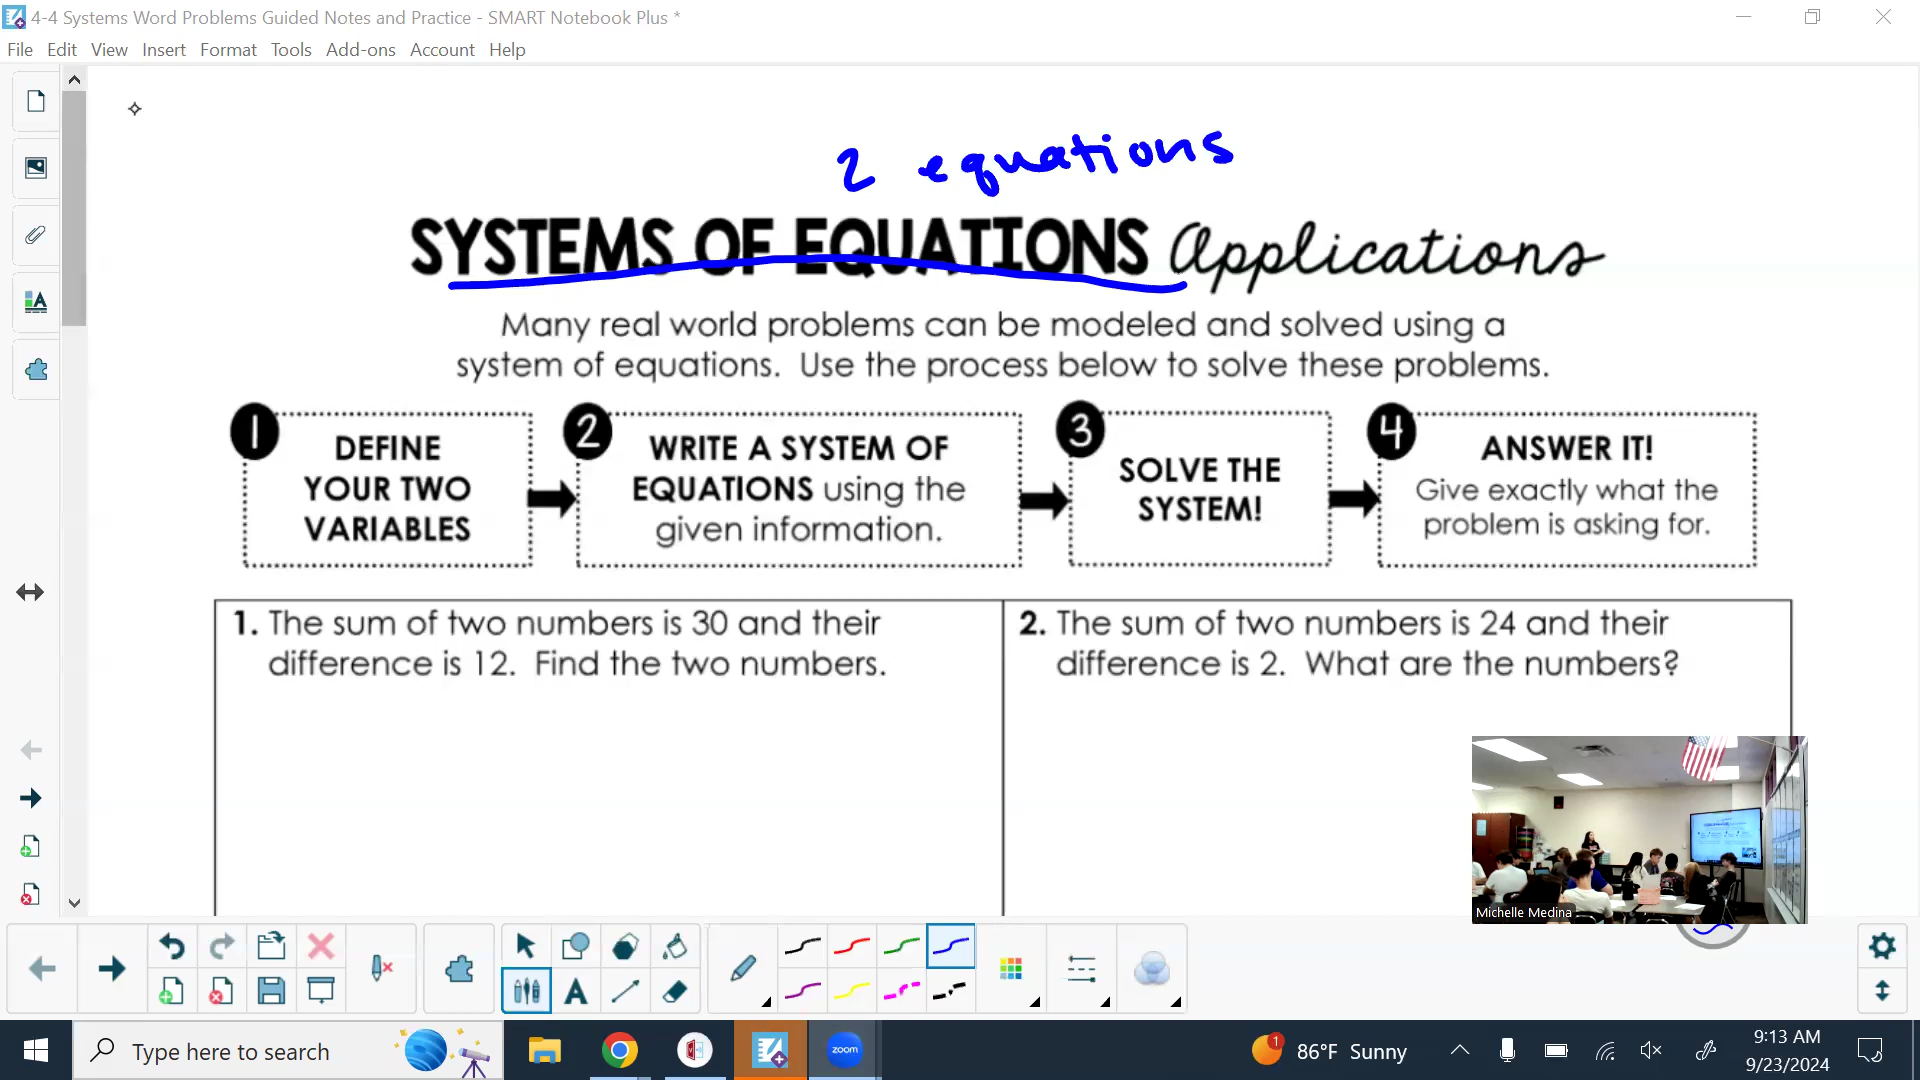 4-4 Systems Word Problems Guided Notes and Practice - SMART Notebook Plus *
File Edit View Insert Format Tools Add-ons Account Help
2 equations
SYSTEMS OF EQUATIONS Applications
Many real world problems can be modeled and solved using a
system of equations. Use the process below to solve these problems.
1
DEFINE
YOUR TWO
VARIABLES
2
WRITE A SYSTEM OF
EQUATIONS using the
given information.
3
SOLVE THE
SYSTEM!
4
ANSWER IT!
Give exactly what the
problem is asking for.
1. The sum of two numbers is 30 and their
difference is 12. Find the two numbers.
2. The sum of two numbers is 24 and their
difference is 2. What are the numbers?
Michelle Medina
Type here to search
zoom
1
86°F Sunny
9:13 AM
9/23/2024